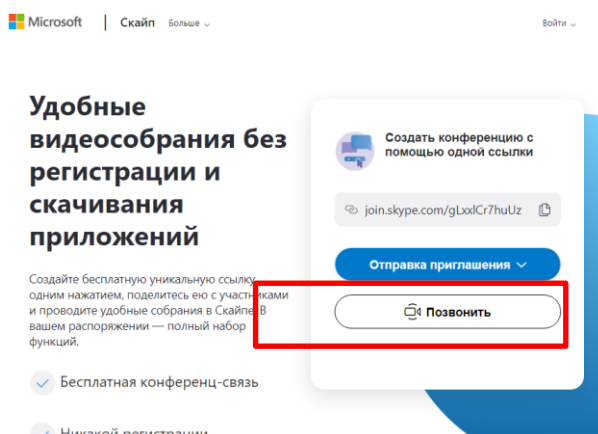 Microsoft
Скайп
Больше
Войти
Удобные
видеособрания без
регистрации и
скачивания
приложений
Создайте бесплатную уникальную ссылку
одним нажатием, поделитесь ею с участниками
и проводите удобные собрания в Скайпе. В
вашем распоряжении — полный набор
функций.
Бесплатная конференц-связь
Никакой регистрации
Создать конференцию с
помощью одной ссылки
join.skype.com/gLxxlCr7huUz
Отправка приглашения
Позвонить